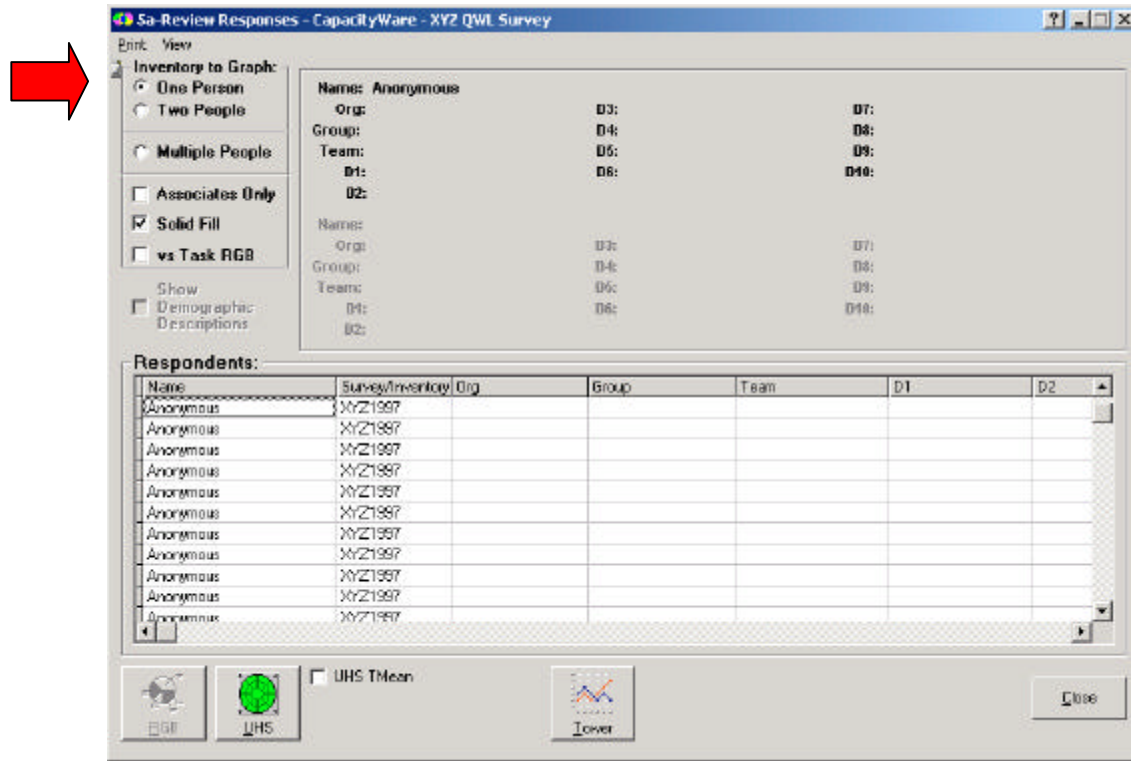 5a-Review Responses - CapacityWare - XYZ QWL Survey
Print View
Inventory to Graph:
One Person
Two People
Multiple People
Associates Only
Solid Fill
vs Task RGB
Show
Demographic
Descriptions
Name: Anonymous
Org: D3: D7:
Group: D4: D8:
Team: D5: D9:
D1: D6: D10:
D2:
Name:
Org: D3: D7:
Group: D4: D8:
Team: D5: D9:
D1: D6: D10:
D2:
Respondents:
Name Survey/Inventory Org Group Team D1 D2
Anonymous XYZ1997
Anonymous XYZ1997
Anonymous XYZ1997
Anonymous XYZ1997
Anonymous XYZ1997
Anonymous XYZ1997
Anonymous XYZ1997
Anonymous XYZ1997
Anonymous XYZ1997
Anonymous XYZ1997
Anonymous XYZ1997
RGB UHS UHS TMean Tower Close